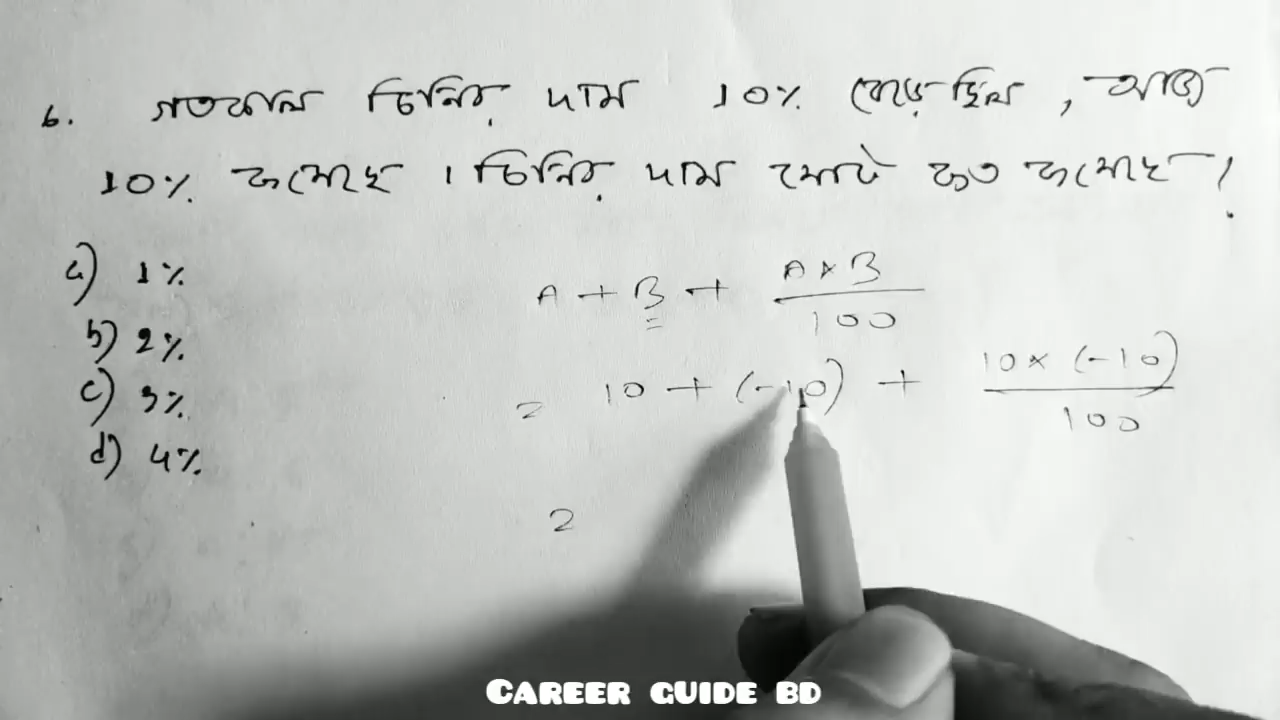 ৬. গতকাল চিনির দাম 10% বেড়েছিল, আজ
10% কমেছে । চিনির দাম মোট কত কমেছে ?
a) 1%
b) 2%
c) 3%
d) 4%
A + B + A×B/100
= 10 + (-10) + 10×(-10)/100
=
CAREER GUIDE BD